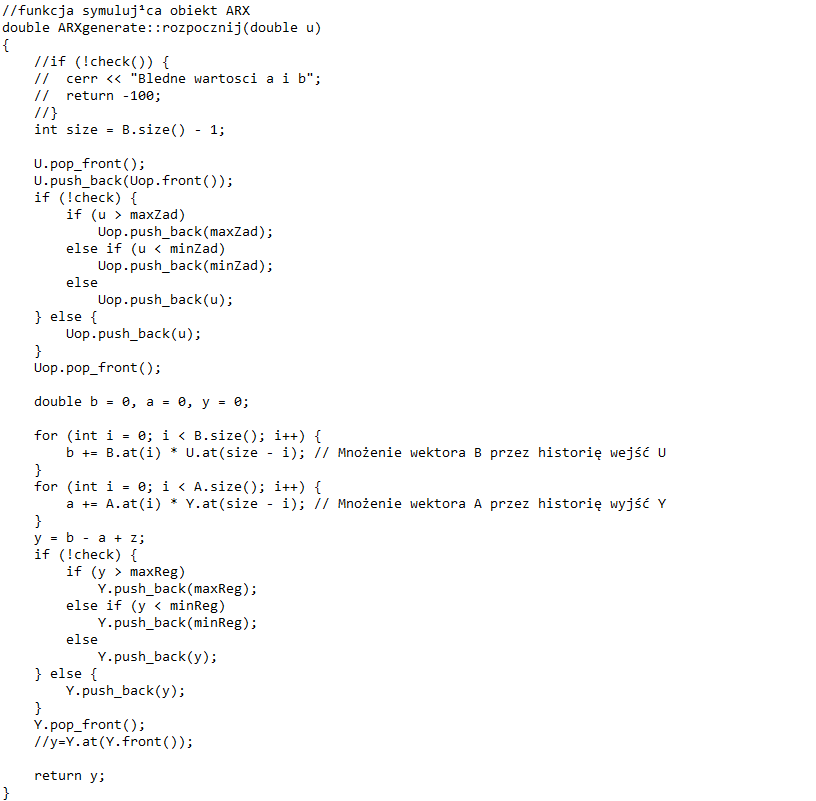 //funkcja symuluj¹ca obiekt ARX
double ARXgenerate::rozpocznij(double u)
{
    //if (!check()) {
    //  cerr << "Bledne wartosci a i b";
    //  return -100;
    //}
    int size = B.size() - 1;

    U.pop_front();
    U.push_back(Uop.front());
    if (!check) {
        if (u > maxZad)
            Uop.push_back(maxZad);
        else if (u < minZad)
            Uop.push_back(minZad);
        else
            Uop.push_back(u);
    } else {
        Uop.push_back(u);
    }
    Uop.pop_front();

    double b = 0, a = 0, y = 0;

    for (int i = 0; i < B.size(); i++) {
        b += B.at(i) * U.at(size - i); // Mnożenie wektora B przez historię wejść U
    }
    for (int i = 0; i < A.size(); i++) {
        a += A.at(i) * Y.at(size - i); // Mnożenie wektora A przez historię wyjść Y
    }
    y = b - a + z;
    if (!check) {
        if (y > maxReg)
            Y.push_back(maxReg);
        else if (y < minReg)
            Y.push_back(minReg);
        else
            Y.push_back(y);
    } else {
        Y.push_back(y);
    }
    Y.pop_front();
    //y=Y.at(Y.front());

    return y;
}